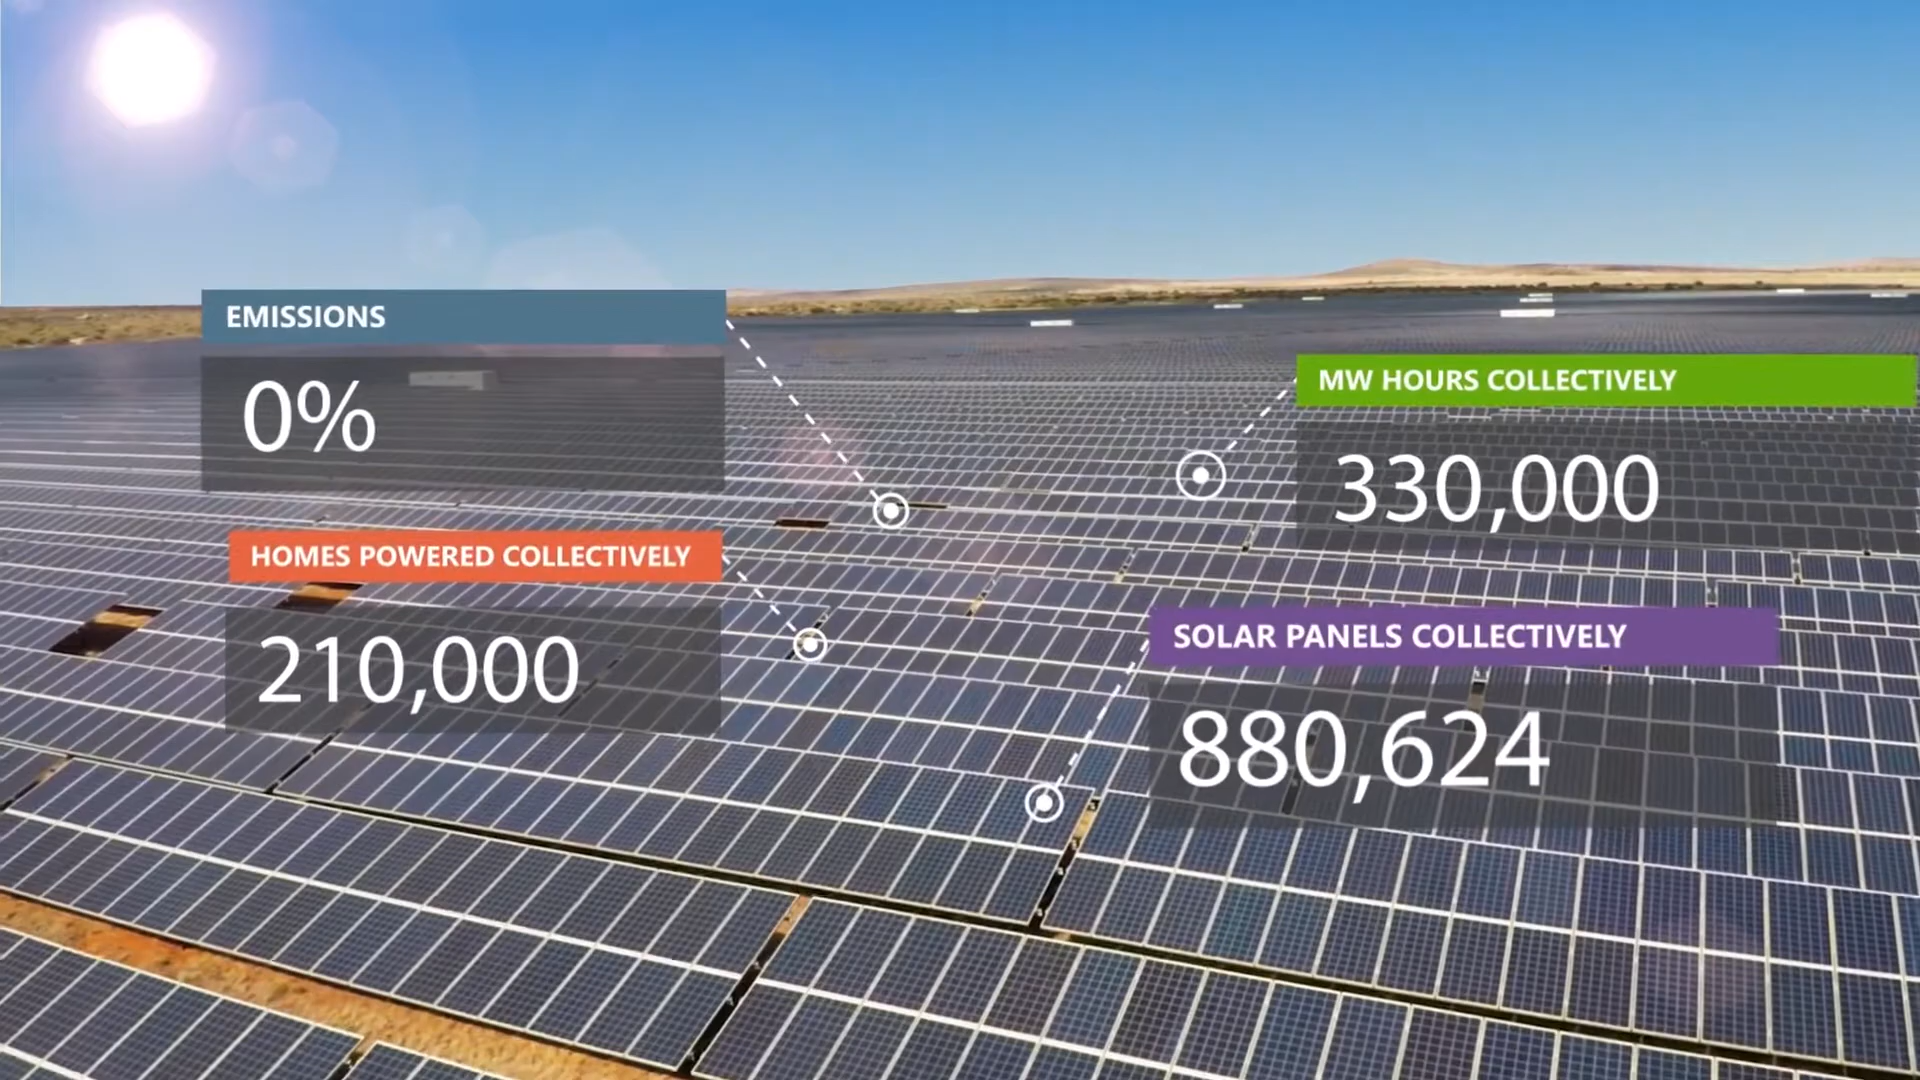 EMISSIONS
0%
HOMES POWERED COLLECTIVELY
210,000
MW HOURS COLLECTIVELY
330,000
SOLAR PANELS COLLECTIVELY
880,624